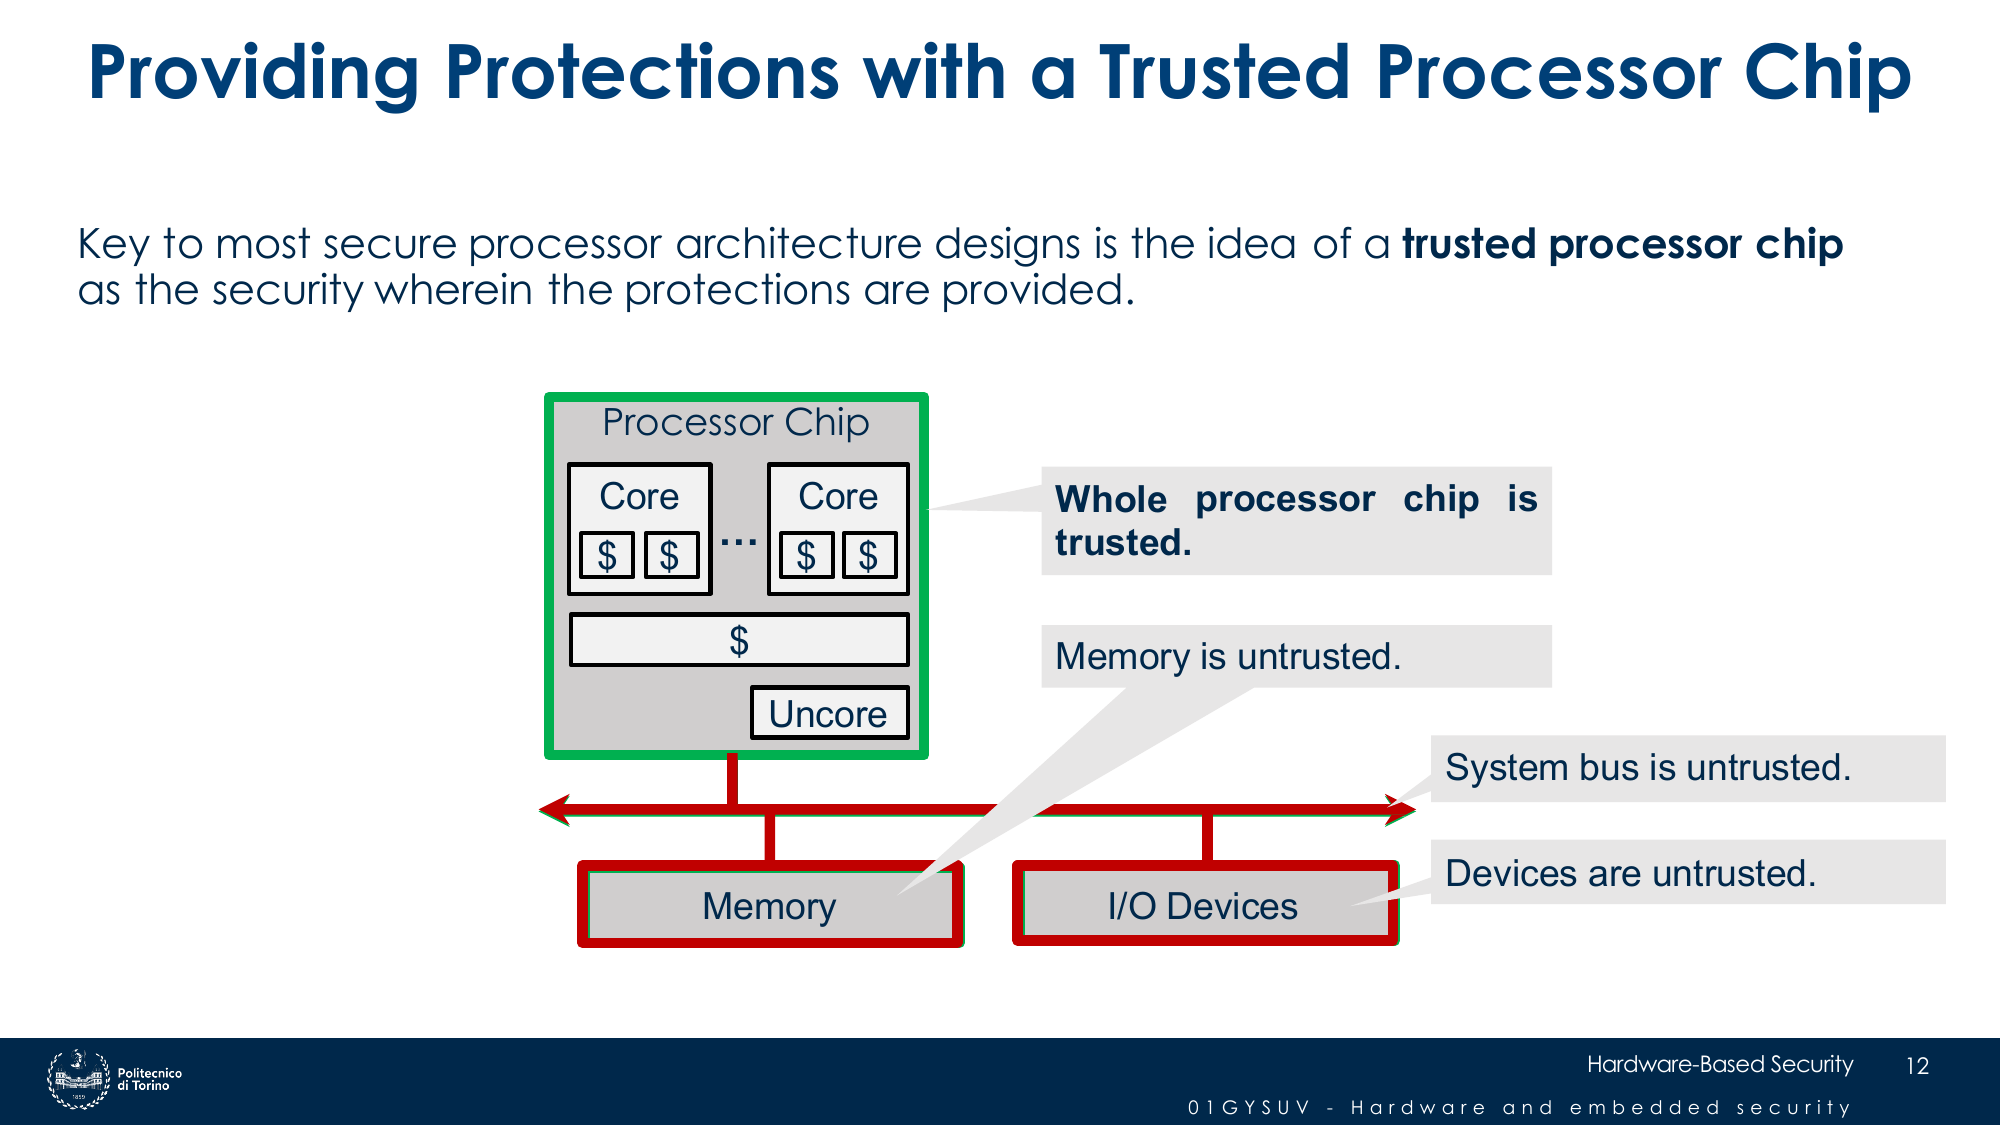 Providing Protections with a Trusted Processor Chip
Key to most secure processor architecture designs is the idea of a trusted processor chip
as the security wherein the protections are provided.
Processor Chip
Core
$ $
...
Core
$ $
$
Uncore
Whole processor chip is
trusted.
Memory is untrusted.
System bus is untrusted.
Devices are untrusted.
Memory
I/O Devices
Politecnico
di Torino
1859
Hardware-Based Security
12
01GYSUV - Hardware and embedded security